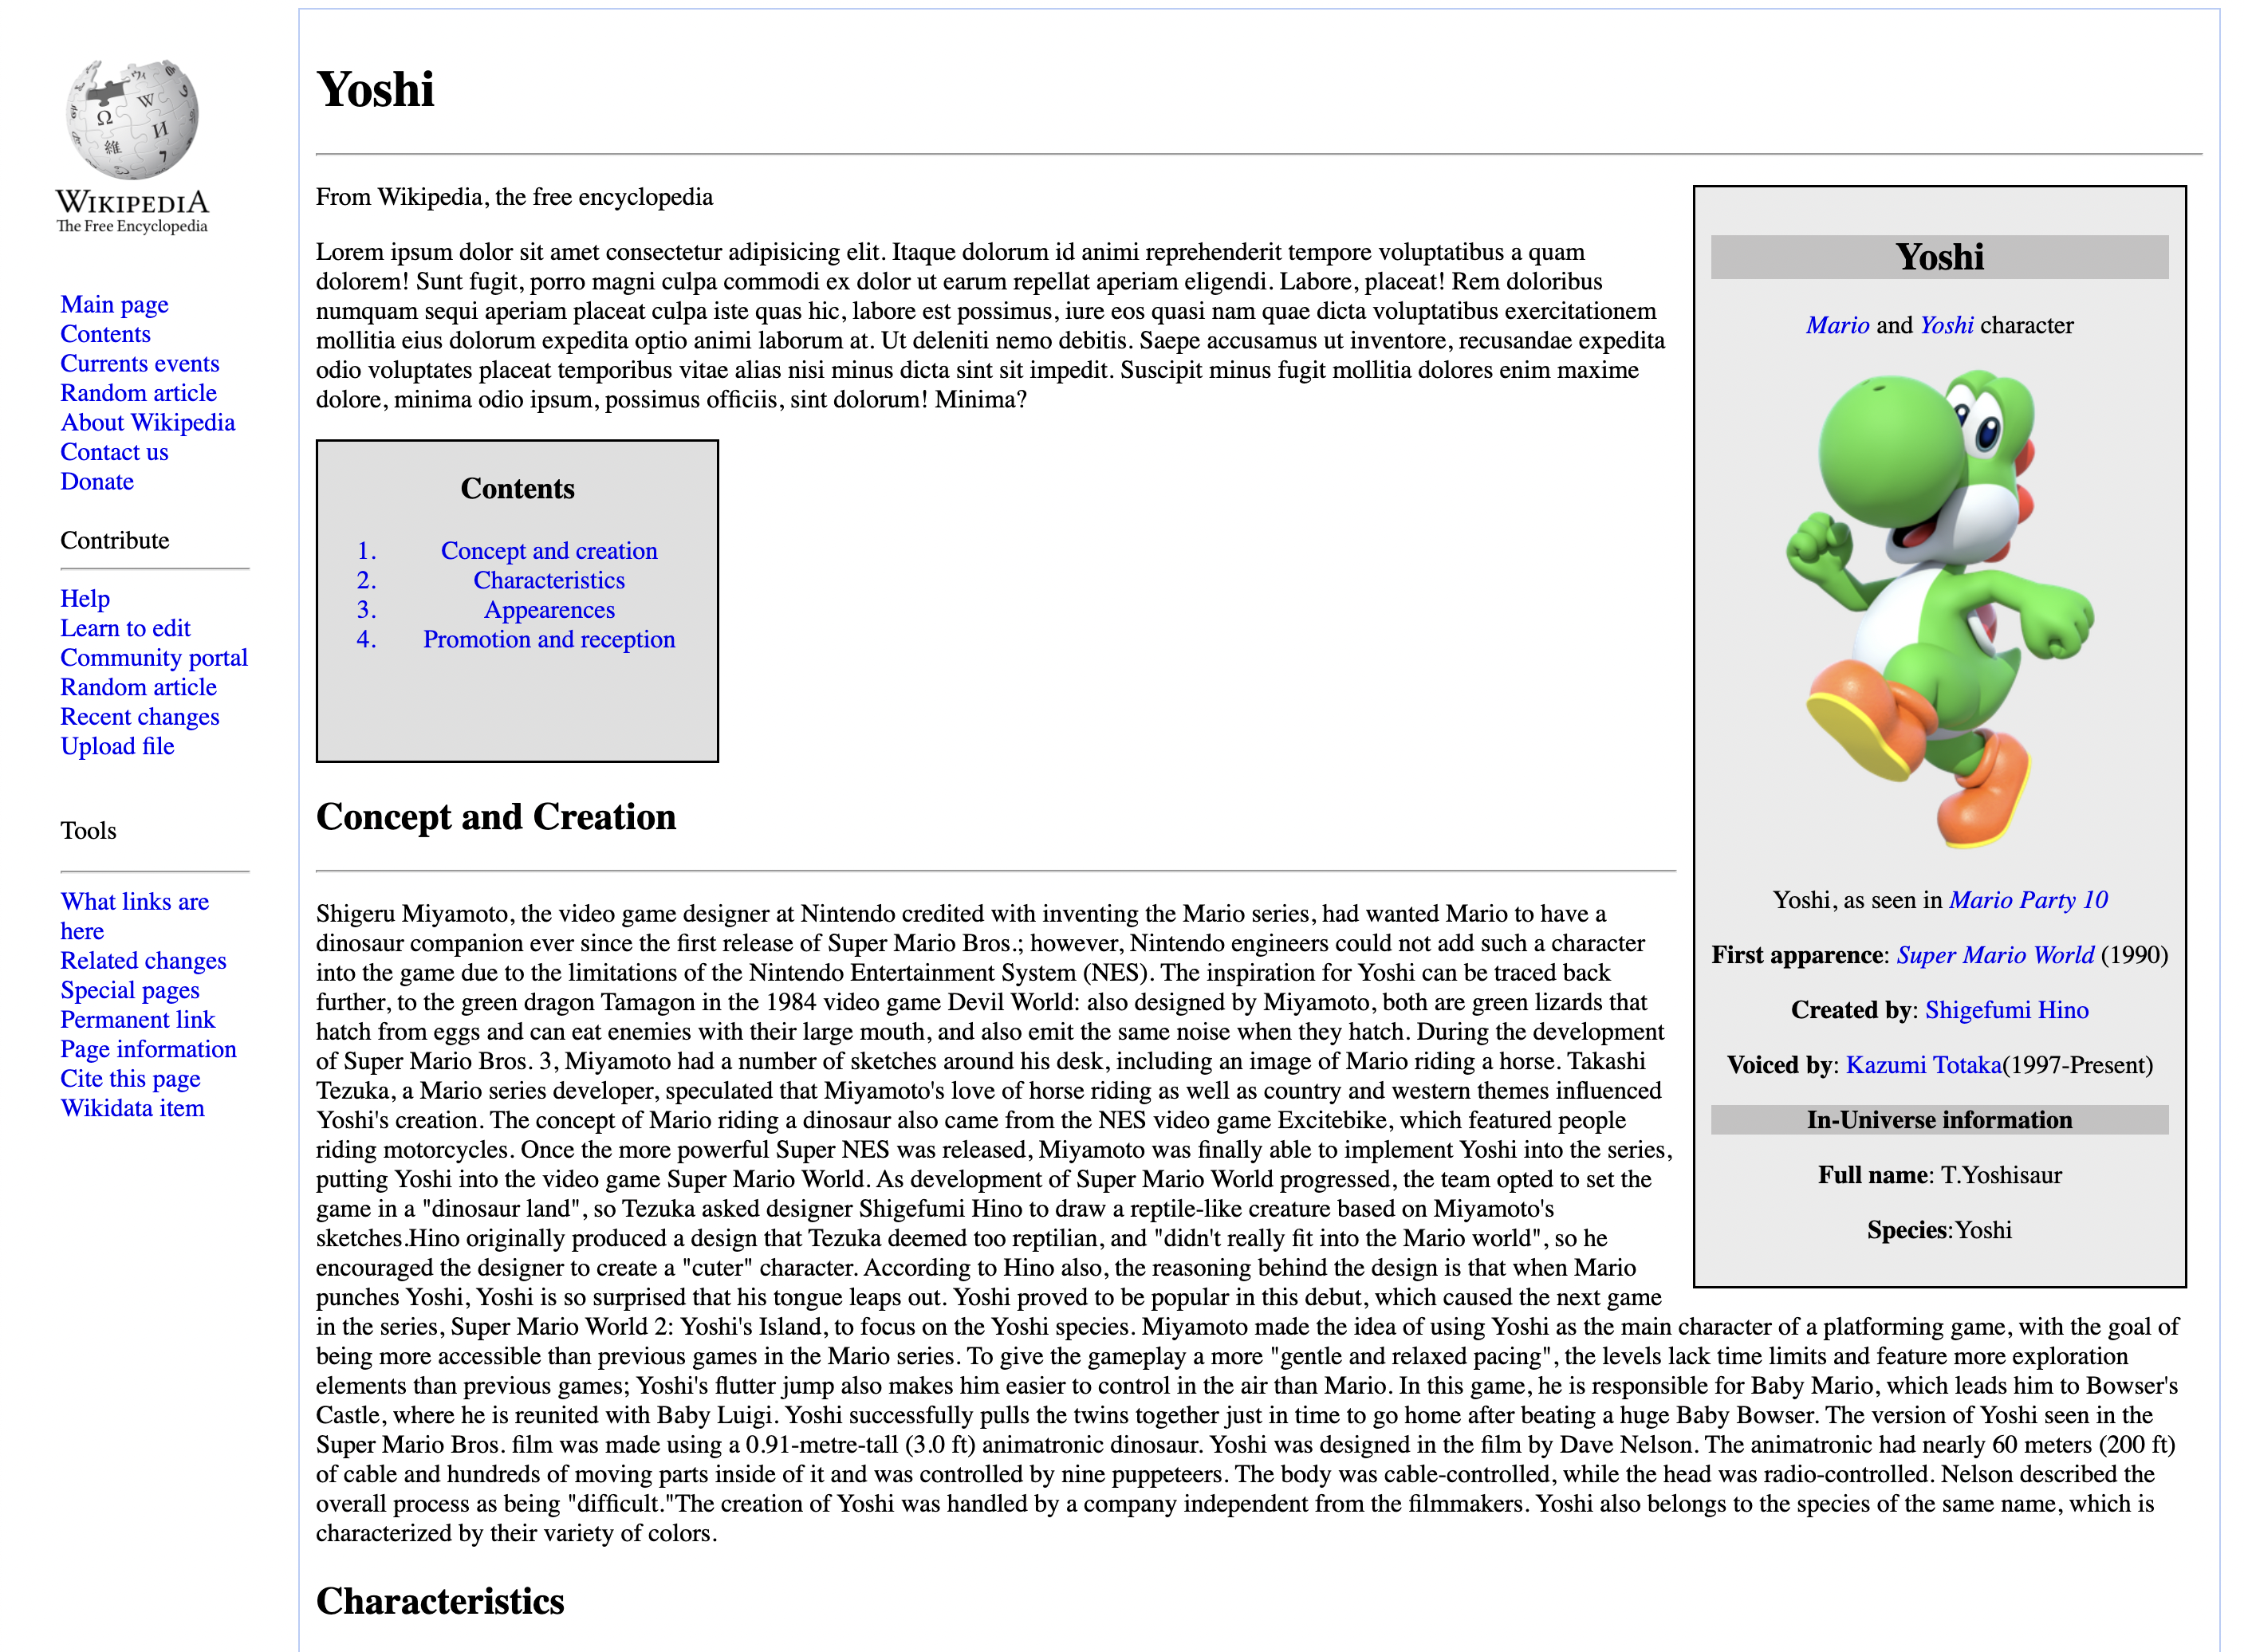 WIKIPEDIA
The Free Encyclopedia
Main page
Contents
Currents events
Random article
About Wikipedia
Contact us
Donate
Contribute
Help
Learn to edit
Community portal
Random article
Recent changes
Upload file
Tools
What links are
here
Related changes
Special pages
Permanent link
Page information
Cite this page
Wikidata item
Yoshi
From Wikipedia, the free encyclopedia
Lorem ipsum dolor sit amet consectetur adipisicing elit. Itaque dolorum id animi reprehenderit tempore voluptatibus a quam
dolorem! Sunt fugit, porro magni culpa commodi ex dolor ut earum repellat aperiam eligendi. Labore, placeat! Rem doloribus
numquam sequi aperiam placeat culpa iste quas hic, labore est possimus, iure eos quasi nam quae dicta voluptatibus exercitationem
mollitia eius dolorum expedita optio animi laborum at. Ut deleniti nemo debitis. Saepe accusamus ut inventore, recusandae expedita
odio voluptates placeat temporibus vitae alias nisi minus dicta sint sit impedit. Suscipit minus fugit mollitia dolores enim maxime
dolore, minima odio ipsum, possimus officiis, sint dolorum! Minima?
Contents
1. Concept and creation
2. Characteristics
3. Appearences
4. Promotion and reception
Yoshi
Mario and Yoshi character
Yoshi, as seen in Mario Party 10
First apparence: Super Mario World (1990)
Created by: Shigefumi Hino
Voiced by: Kazumi Totaka(1997-Present)
In-Universe information
Full name: T.Yoshisaur
Species:Yoshi
Concept and Creation
Shigeru Miyamoto, the video game designer at Nintendo credited with inventing the Mario series, had wanted Mario to have a
dinosaur companion ever since the first release of Super Mario Bros.; however, Nintendo engineers could not add such a character
into the game due to the limitations of the Nintendo Entertainment System (NES). The inspiration for Yoshi can be traced back
further, to the green dragon Tamagon in the 1984 video game Devil World: also designed by Miyamoto, both are green lizards that
hatch from eggs and can eat enemies with their large mouth, and also emit the same noise when they hatch. During the development
of Super Mario Bros. 3, Miyamoto had a number of sketches around his desk, including an image of Mario riding a horse. Takashi
Tezuka, a Mario series developer, speculated that Miyamoto's love of horse riding as well as country and western themes influenced
Yoshi's creation. The concept of Mario riding a dinosaur also came from the NES video game Excitebike, which featured people
riding motorcycles. Once the more powerful Super NES was released, Miyamoto was finally able to implement Yoshi into the series,
putting Yoshi into the video game Super Mario World. As development of Super Mario World progressed, the team opted to set the
game in a "dinosaur land", so Tezuka asked designer Shigefumi Hino to draw a reptile-like creature based on Miyamoto's
sketches.Hino originally produced a design that Tezuka deemed too reptilian, and "didn't really fit into the Mario world", so he
encouraged the designer to create a "cuter" character. According to Hino also, the reasoning behind the design is that when Mario
punches Yoshi, Yoshi is so surprised that his tongue leaps out. Yoshi proved to be popular in this debut, which caused the next game
in the series, Super Mario World 2: Yoshi's Island, to focus on the Yoshi species. Miyamoto made the idea of using Yoshi as the main character of a platforming game, with the goal of
being more accessible than previous games in the Mario series. To give the gameplay a more "gentle and relaxed pacing", the levels lack time limits and feature more exploration
elements than previous games; Yoshi's flutter jump also makes him easier to control in the air than Mario. In this game, he is responsible for Baby Mario, which leads him to Bowser's
Castle, where he is reunited with Baby Luigi. Yoshi successfully pulls the twins together just in time to go home after beating a huge Baby Bowser. The version of Yoshi seen in the
Super Mario Bros. film was made using a 0.91-metre-tall (3.0 ft) animatronic dinosaur. Yoshi was designed in the film by Dave Nelson. The animatronic had nearly 60 meters (200 ft)
of cable and hundreds of moving parts inside of it and was controlled by nine puppeteers. The body was cable-controlled, while the head was radio-controlled. Nelson described the
overall process as being "difficult."The creation of Yoshi was handled by a company independent from the filmmakers. Yoshi also belongs to the species of the same name, which is
characterized by their variety of colors.
Characteristics